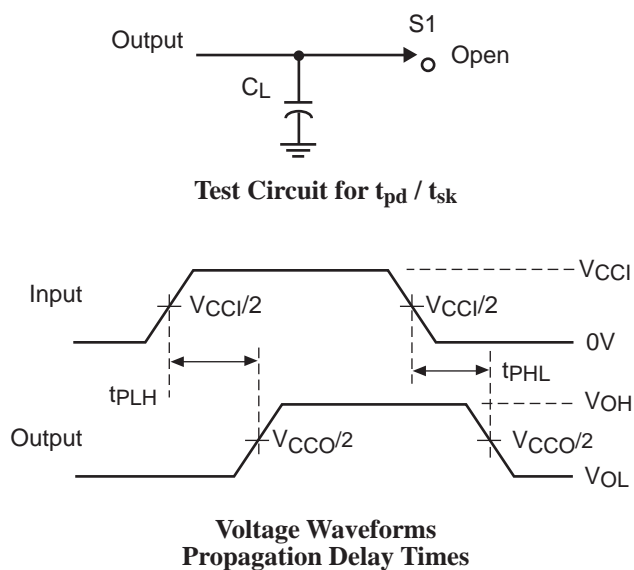 S1
Output
Open
CL
Test Circuit for tpd / tsk
VCCI
Input
VCCI/2
VCCI/2
0V
tPLH
tPHL
VOH
Output
VCCO/2
VCCO/2
VOL
Voltage Waveforms
Propagation Delay Times